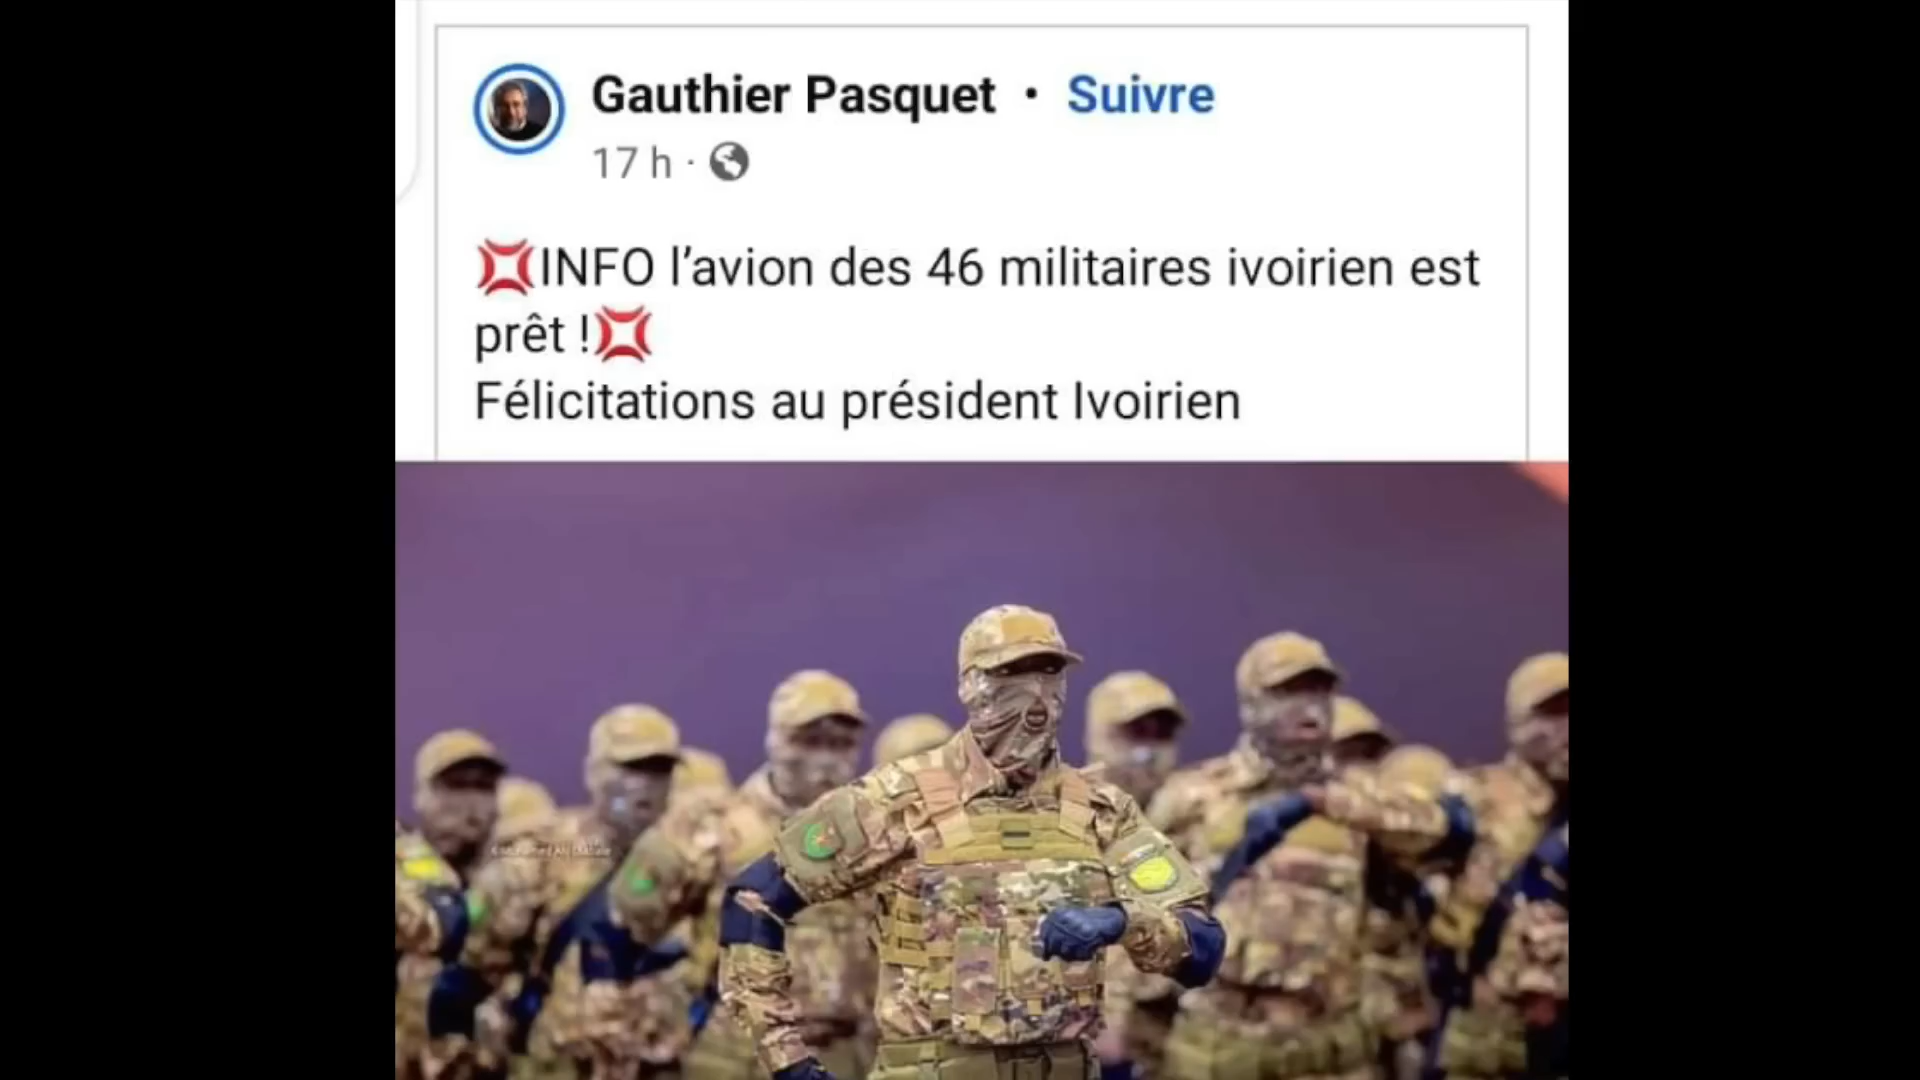 Gauthier Pasquet • Suivre
17 h ·
💢INFO l’avion des 46 militaires ivoirien est
prêt !💢
Félicitations au président Ivoirien